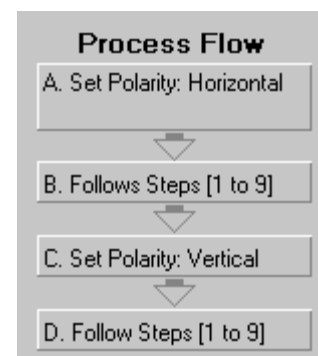 Process Flow
A. Set Polarity: Horizontal
B. Follows Steps [1 to 9]
C. Set Polarity: Vertical
D. Follow Steps [1 to 9]